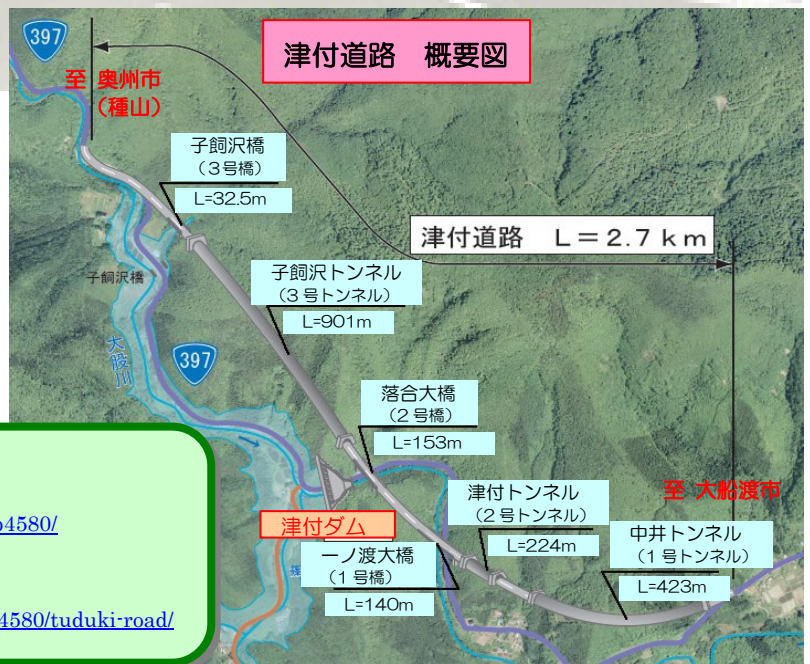 397
津付道路 概要図
至 奥州市
(種山)
子飼沢橋
(3号橋)
L=32.5m
津付道路 L=2.7km
子飼沢橋
子飼沢トンネル
(3号トンネル)
L=901m
大股川
397
落合大橋
(2号橋)
L=153m
至 大船渡市
津付トンネル
(2号トンネル)
L=224m
中井トンネル
(1号トンネル)
L=423m
津付ダム
一ノ渡大橋
(1号橋)
L=140m
4580/
4580/tuduki-road/